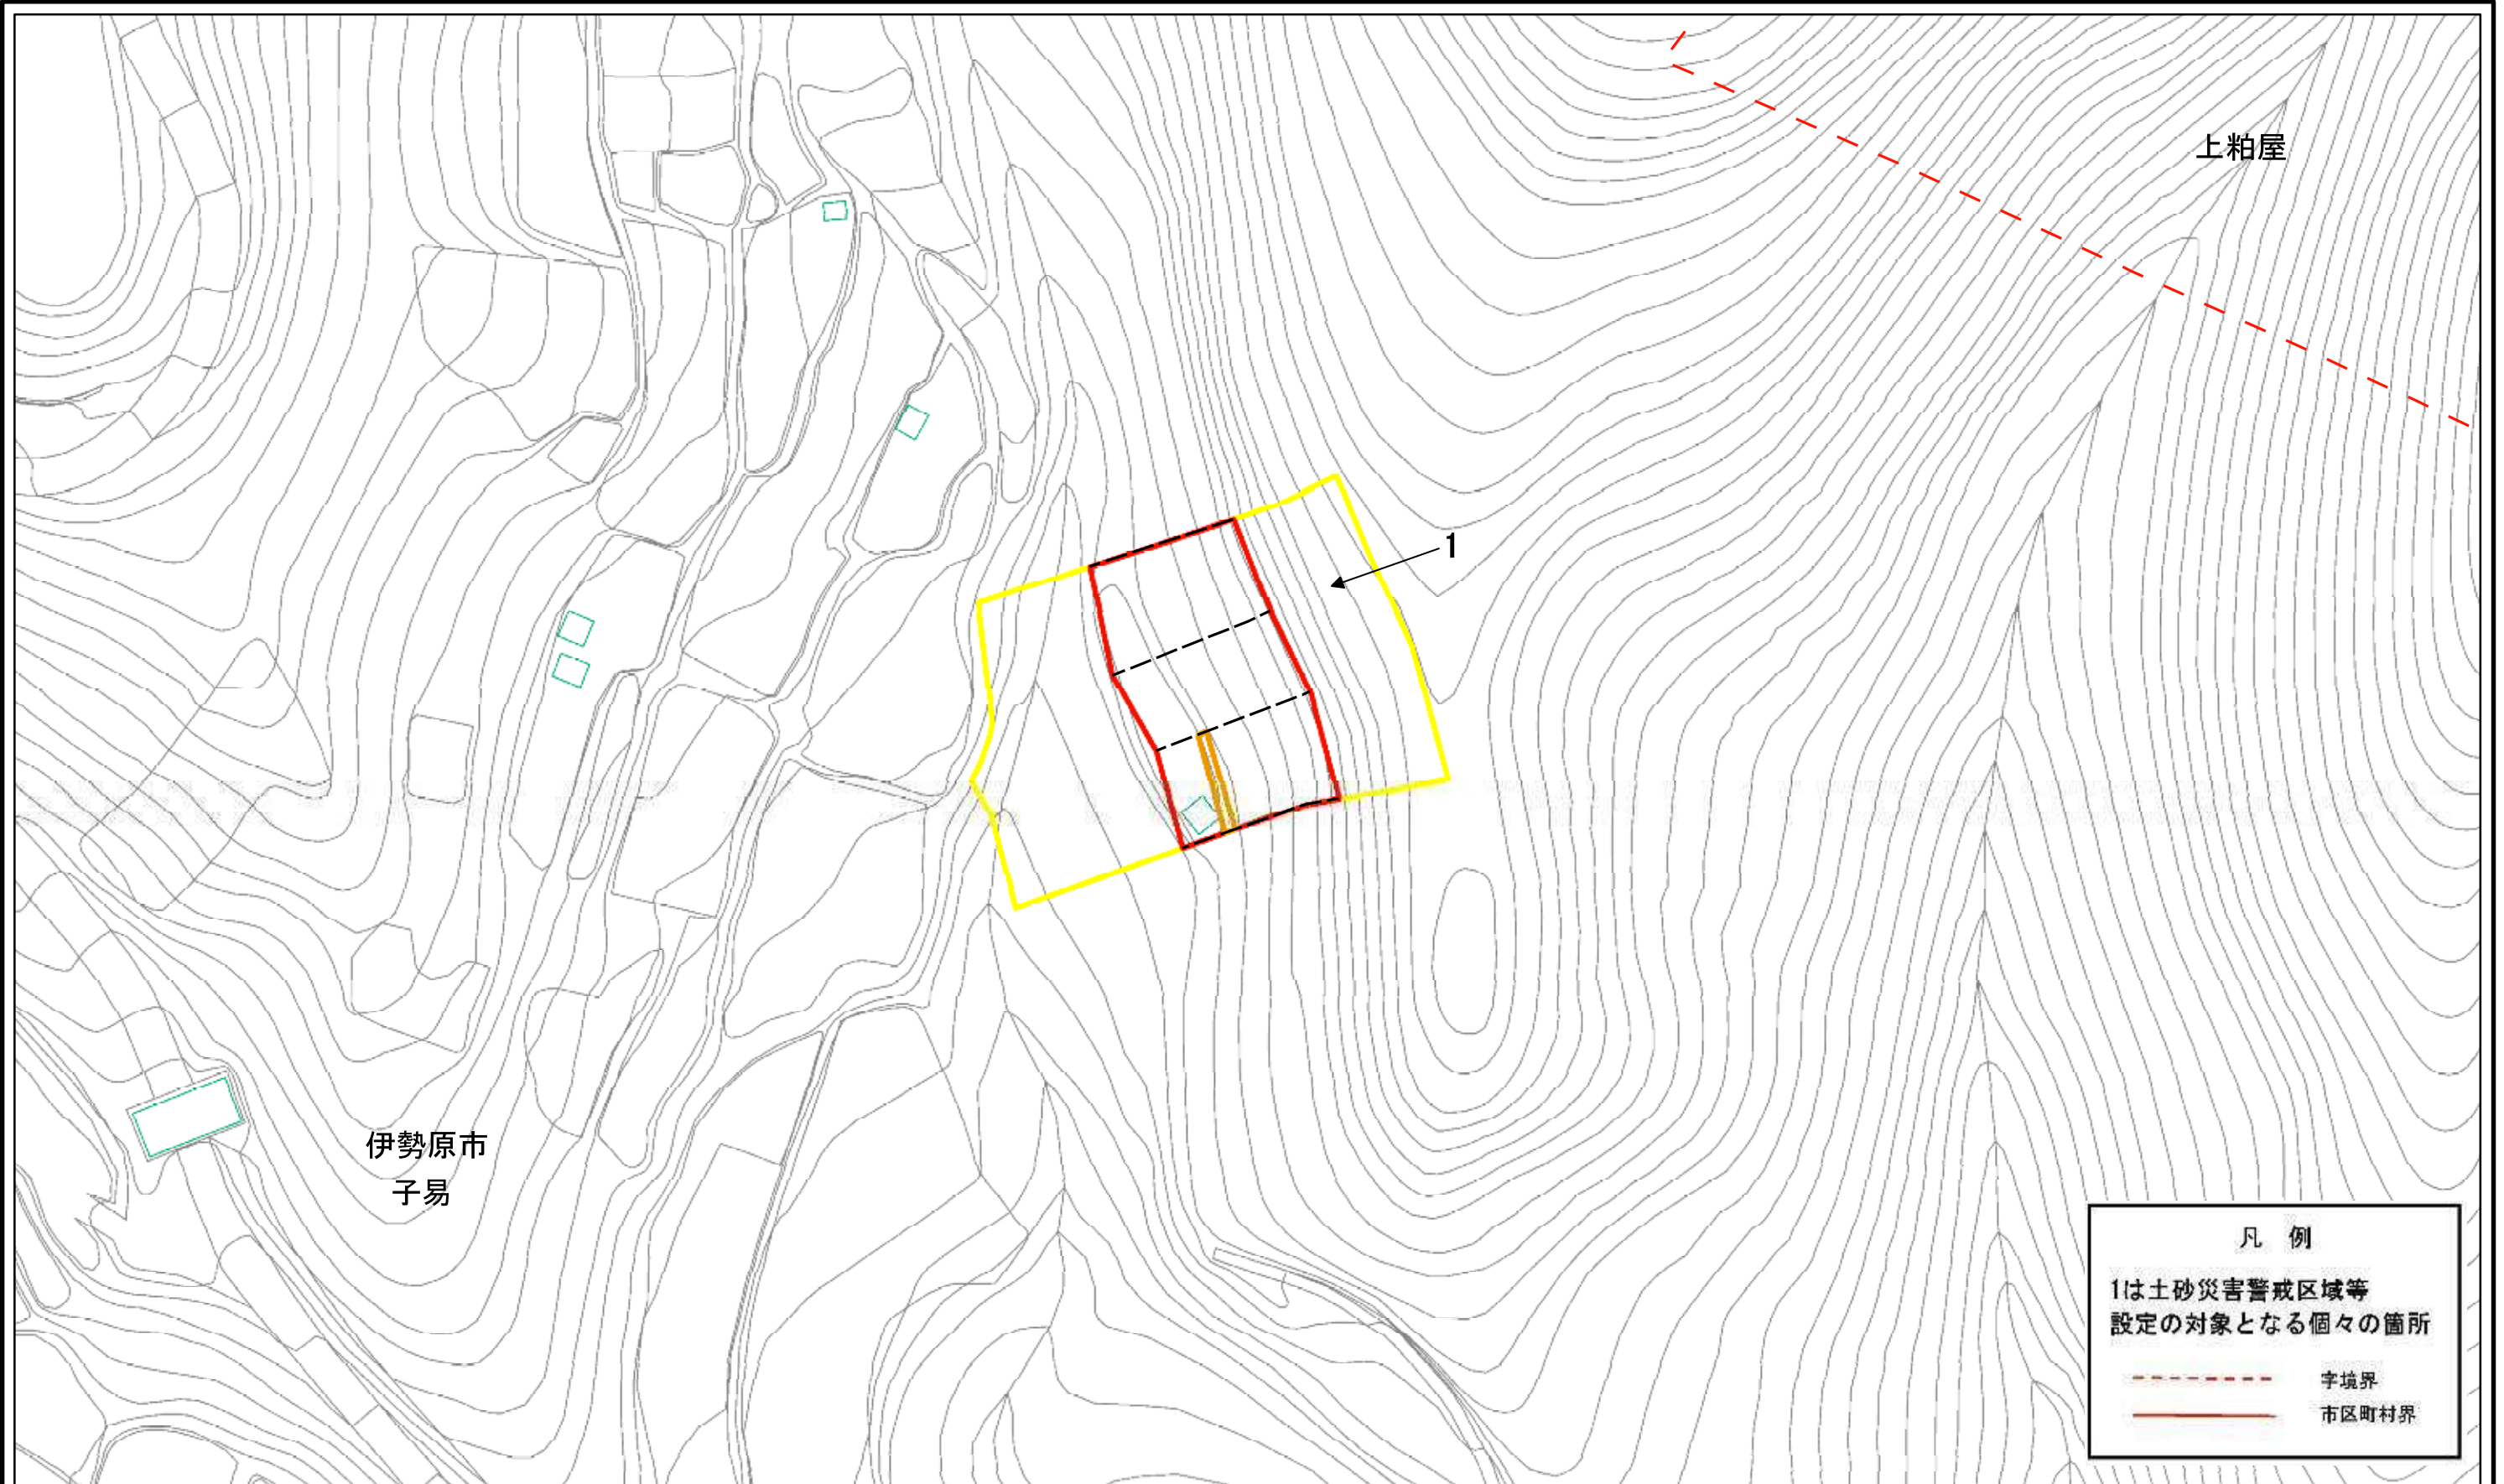 上粕屋
1
伊勢原市
子易
凡 例
1は土砂災害警戒区域等
設定の対象となる個々の箇所
字境界
市区町村界